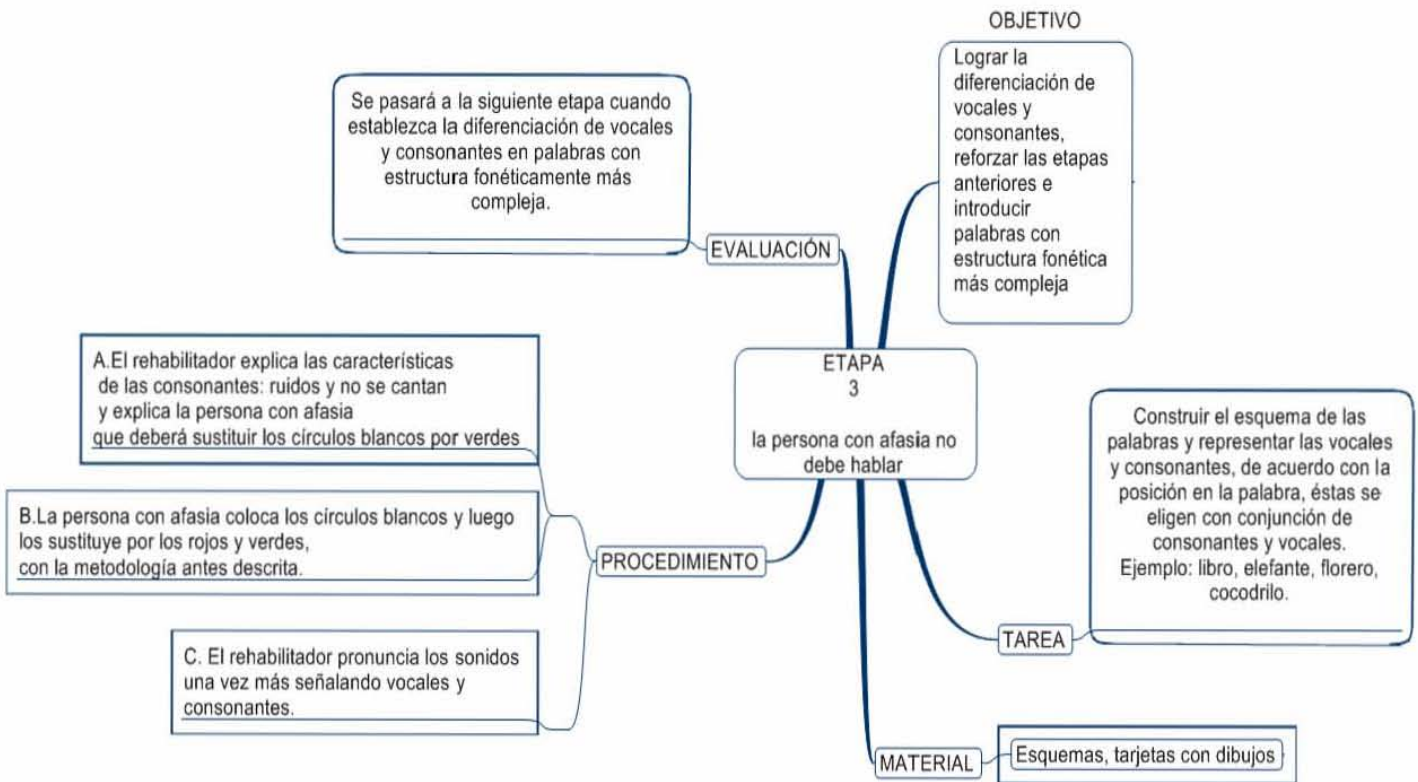 OBJETIVO
Lograr la
diferenciación de
vocales y
consonantes,
reforzar las etapas
anteriores e
introducir
palabras con
estructura fonética
más compleja
Se pasará a la siguiente etapa cuando
establezca la diferenciación de vocales
y consonantes en palabras con
estructura fonéticamente más
compleja.
EVALUACIÓN
ETAPA
3
la persona con afasia no
debe hablar
A.El rehabilitador explica las características
de las consonantes: ruidos y no se cantan
y explica la persona con afasia
que deberá sustituir los círculos blancos por verdes
B.La persona con afasia coloca los círculos blancos y luego
los sustituye por los rojos y verdes,
con la metodología antes descrita.
C. El rehabilitador pronuncia los sonidos
una vez más señalando vocales y
consonantes.
PROCEDIMIENTO
Construir el esquema de las
palabras y representar las vocales
y consonantes, de acuerdo con la
posición en la palabra, éstas se
eligen con conjunción de
consonantes y vocales.
Ejemplo: libro, elefante, florero,
cocodrilo.
TAREA
MATERIAL
Esquemas, tarjetas con dibujos